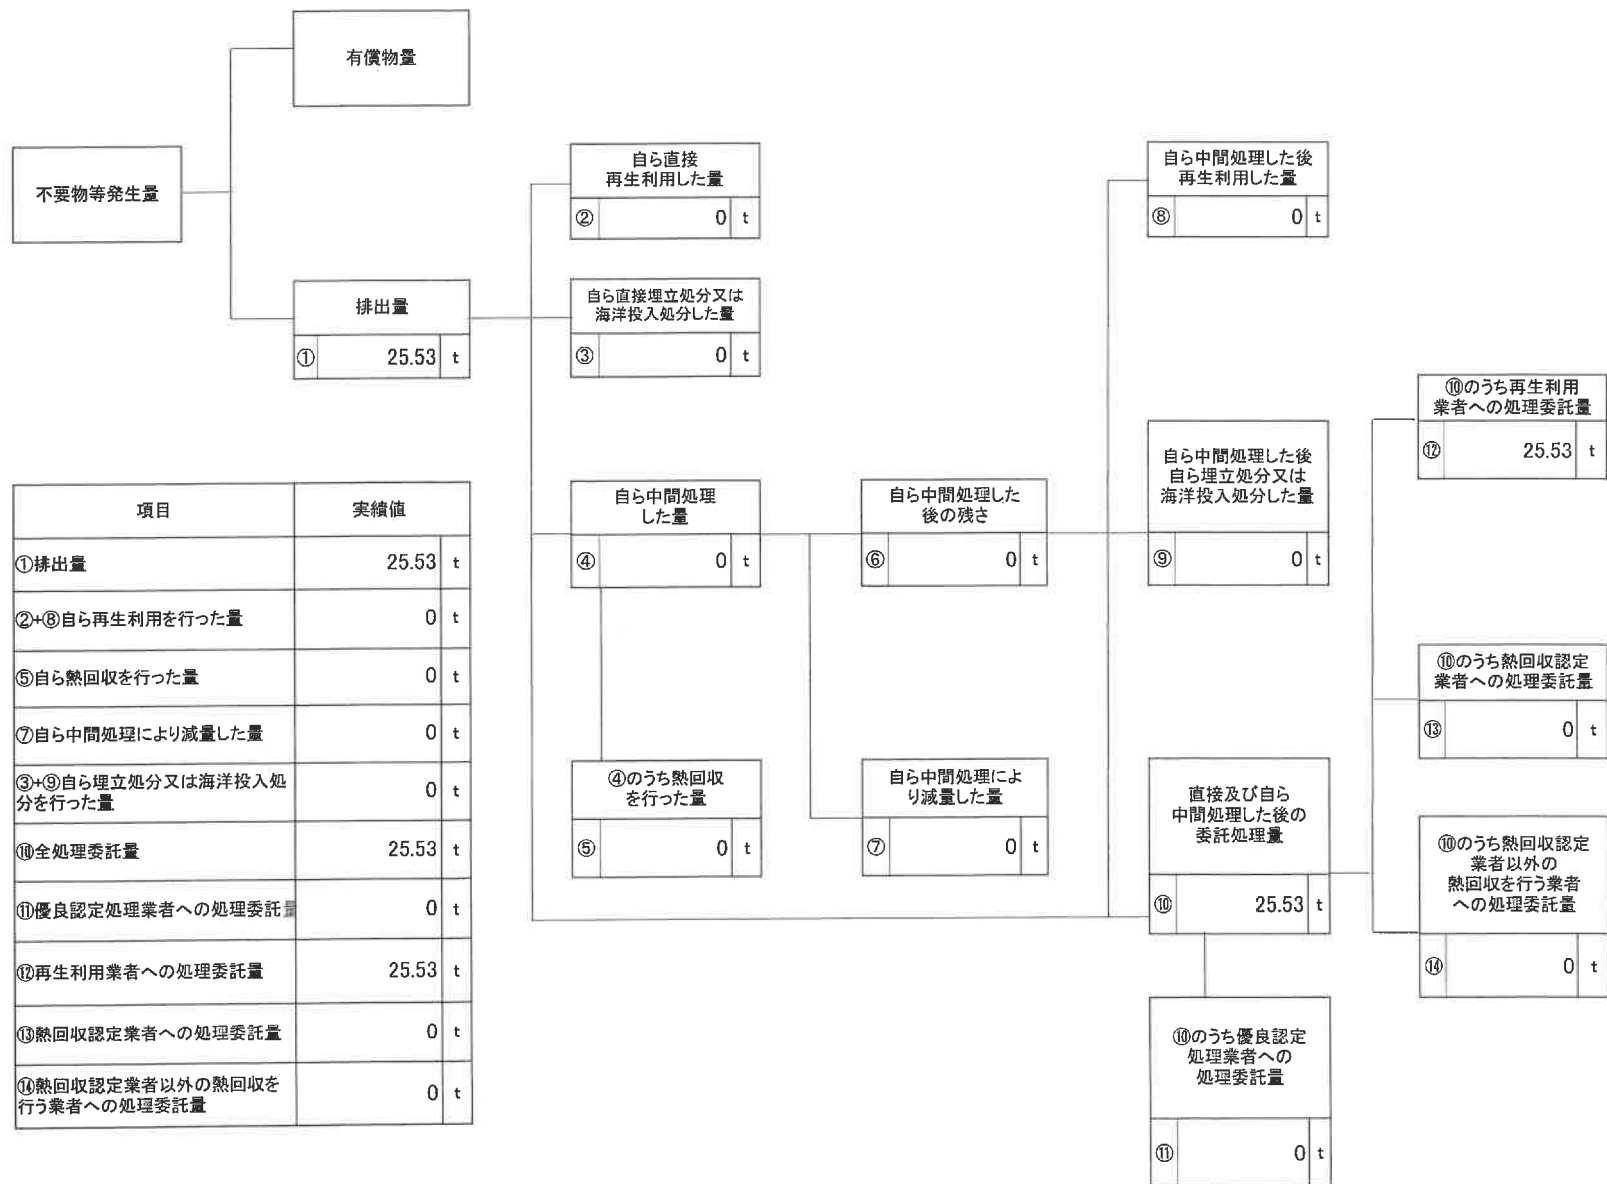 有償物量
不要物等発生量
排出量
① 25.53 t
自ら直接
再生利用した量
② 0 t
自ら直接埋立処分又は
海洋投入処分した量
③ 0 t
自ら中間処理
した量
④ 0 t
④のうち熱回収
を行った量
⑤ 0 t
自ら中間処理した
後の残さ
⑥ 0 t
自ら中間処理によ
り減量した量
⑦ 0 t
自ら中間処理した後
再生利用した量
⑧ 0 t
自ら中間処理した後
自ら埋立処分又は
海洋投入処分した量
⑨ 0 t
直接及び自ら
中間処理した後の
委託処理量
⑩ 25.53 t
⑩のうち優良認定
処理業者への
処理委託量
⑪ 0 t
⑩のうち再生利用
業者への処理委託量
⑫ 25.53 t
⑩のうち熱回収認定
業者への処理委託量
⑬ 0 t
⑩のうち熱回収認定
業者以外の
熱回収を行う業者
への処理委託量
⑭ 0 t
項目 実績値
①排出量 25.53 t
②+⑧自ら再生利用を行った量 0 t
⑤自ら熱回収を行った量 0 t
⑦自ら中間処理により減量した量 0 t
③+⑨自ら埋立処分又は海洋投入処
分を行った量 0 t
⑩全処理委託量 25.53 t
⑪優良認定処理業者への処理委託量 0 t
⑫再生利用業者への処理委託量 25.53 t
⑬熱回収認定業者への処理委託量 0 t
⑭熱回収認定業者以外の熱回収を
行う業者への処理委託量 0 t